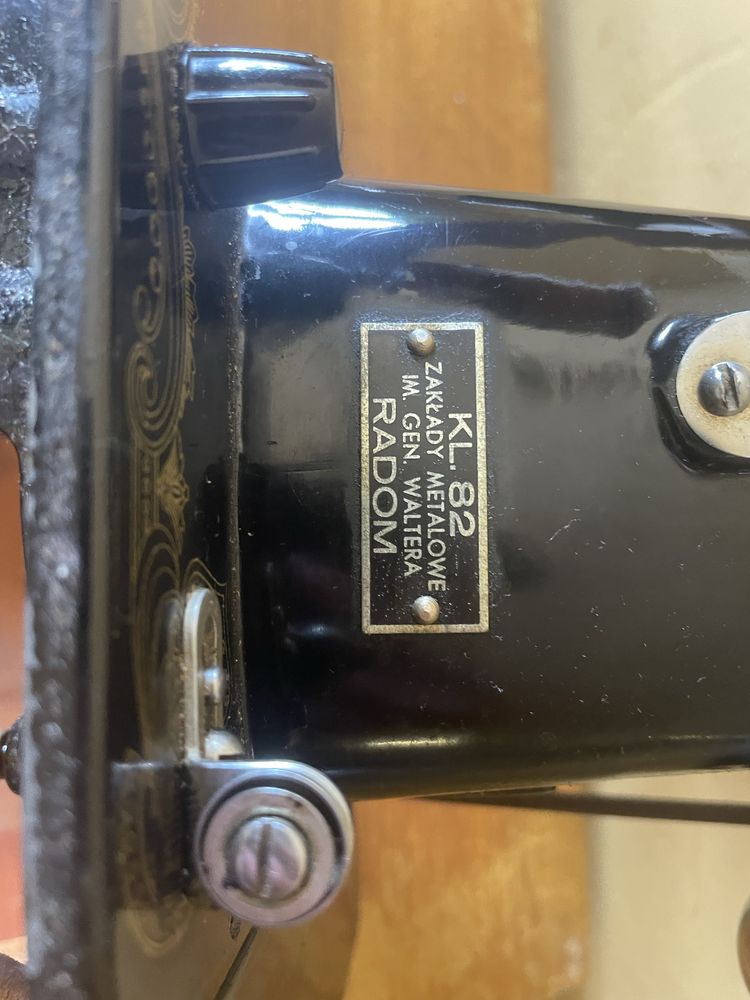 KL. 82
ZAKŁADY METALOWE
IM. GEN. WALTERA
RADOM